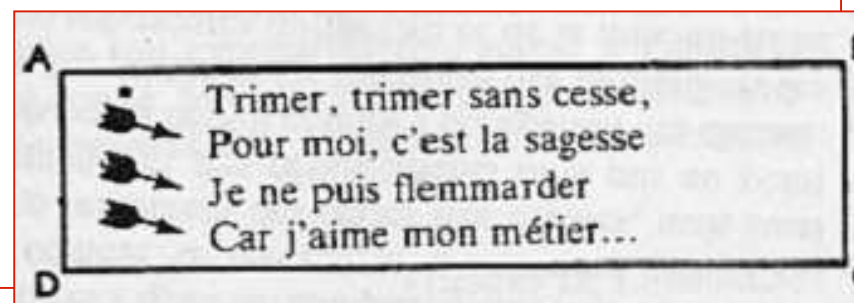 A
Trimer, trimer sans cesse,
Pour moi, c'est la sagesse
Je ne puis flemmarder
Car j'aime mon métier...
D